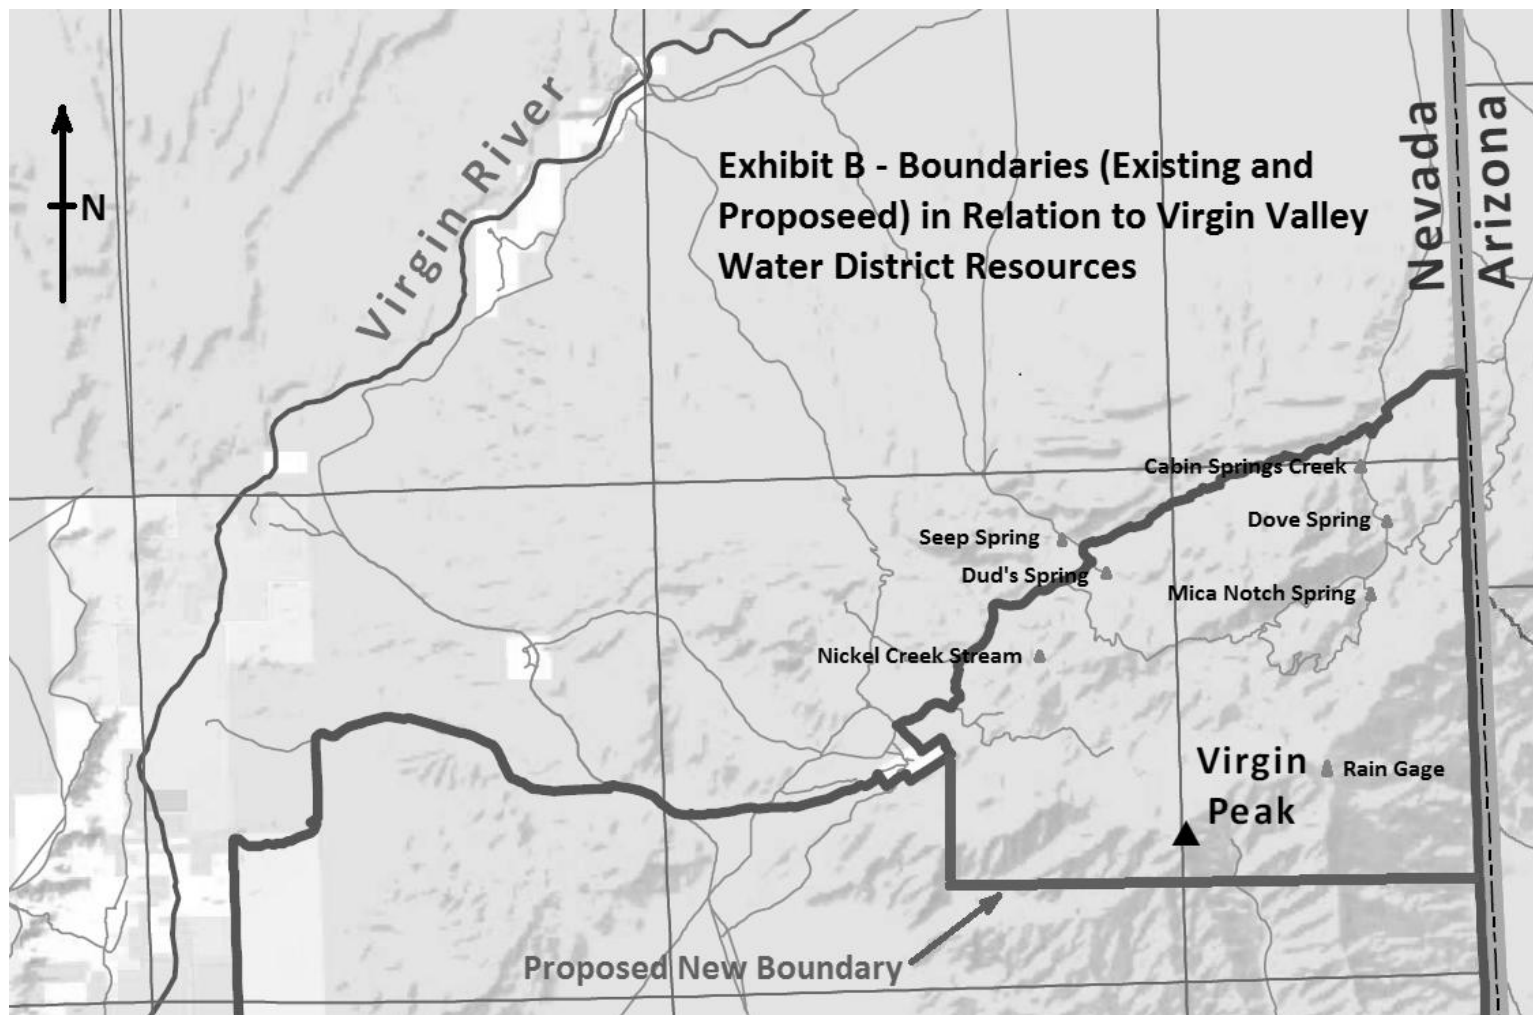 Virgin River
N
Exhibit B - Boundaries (Existing and
Proposeed) in Relation to Virgin Valley
Water District Resources
Nevada
Arizona
Cabin Springs Creek
Dove Spring
Seep Spring
Dud's Spring
Mica Notch Spring
Nickel Creek Stream
Virgin
Peak
Rain Gage
Proposed New Boundary